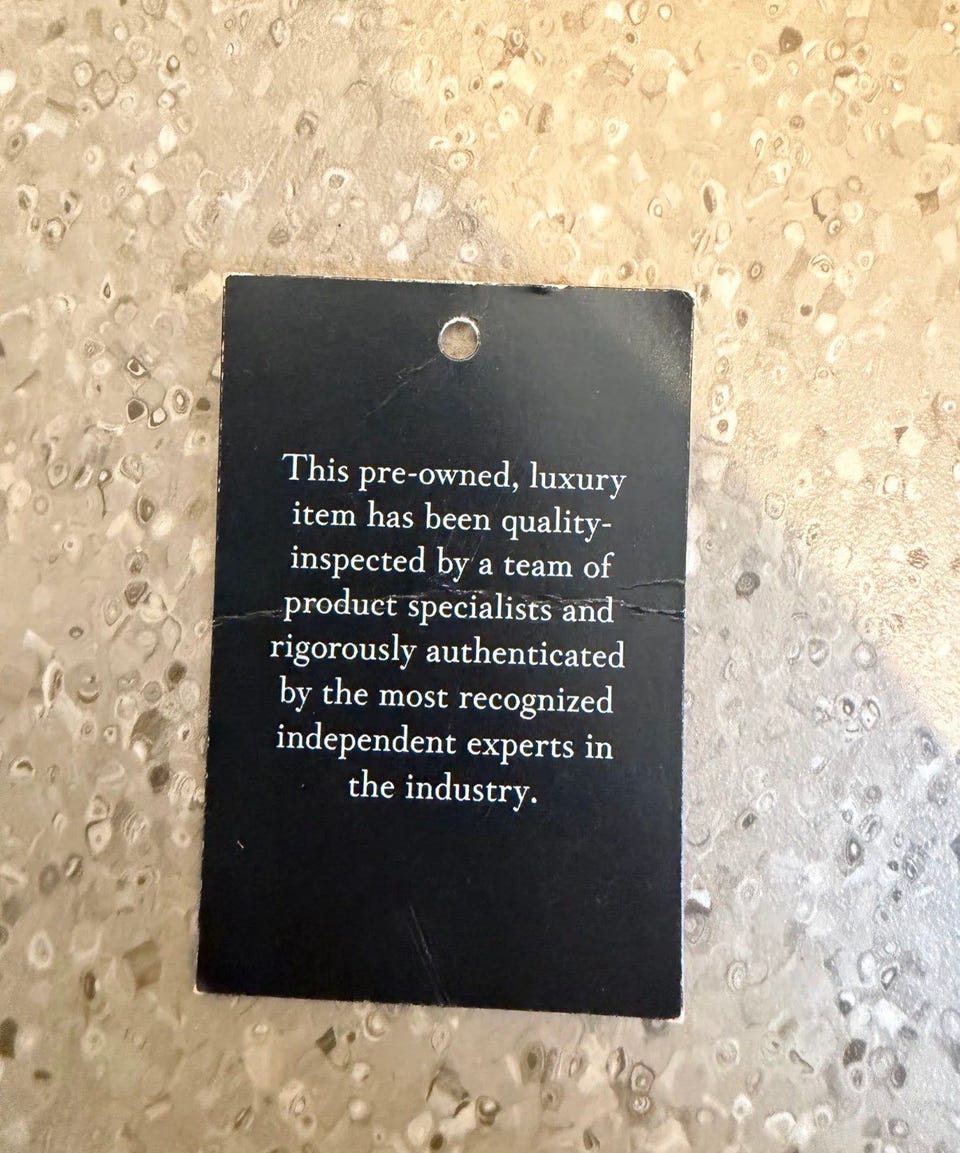 This pre-owned, luxury
item has been quality-
inspected by a team of
product specialists and
rigorously authenticated
by the most recognized
independent experts in
the industry.